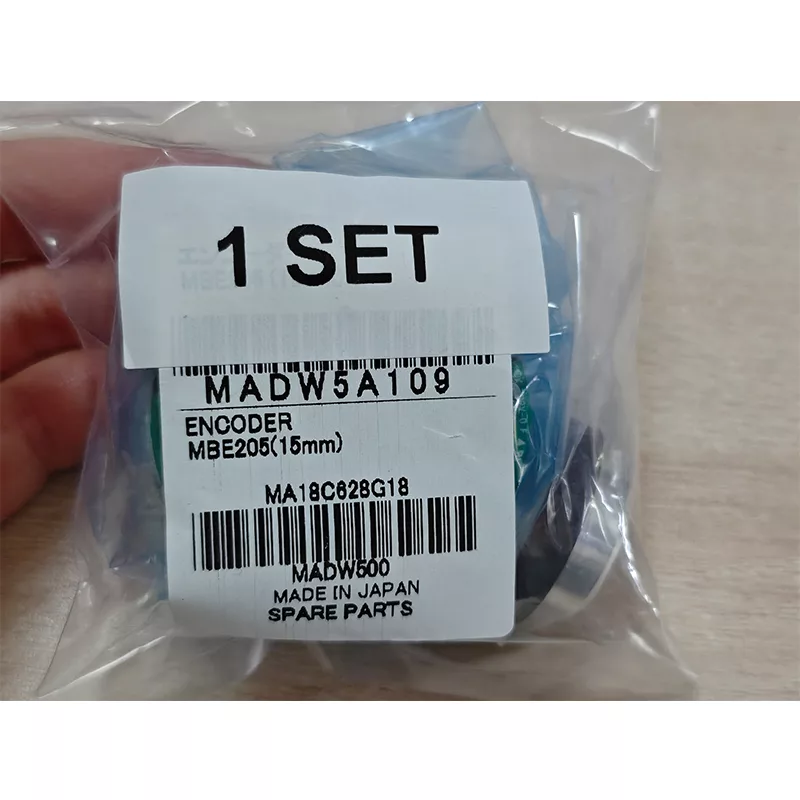 1 SET
MADW5A109
ENCODER
MBE205(15mm)
MA18C628G18
MADW500
MADE IN JAPAN
SPARE PARTS